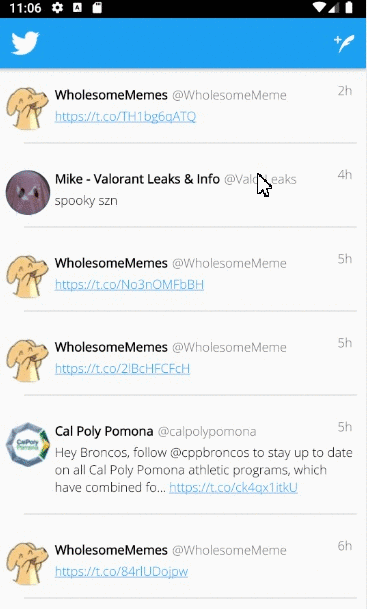 11:06
WholesomeMemes @WholesomeMeme 2h
https://t.co/TH1bg6qATQ
Mike - Valorant Leaks & Info 4h
spooky szn
WholesomeMemes @WholesomeMeme 5h
https://t.co/No3nOMFbBH
WholesomeMemes @WholesomeMeme 5h
https://t.co/2lBcHFCFcH
Cal Poly Pomona @calpolypomona 5h
Hey Broncos, follow @cppbroncos to stay up to date
on all Cal Poly Pomona athletic programs, which
have combined fo... https://t.co/ck4qx1itkU
WholesomeMemes @WholesomeMeme 6h
https://t.co/84rlUDojpw